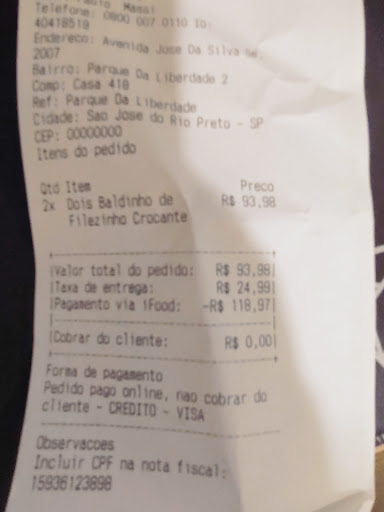 Massi
Telefone: 0800 007 0110 ID:
40418519
Endereco: Avenida Jose Da Silva
2007
Bairro: Parque Da Liberdade 2
Comp: Casa 418
Ref: Parque Da Liberdade
Cidade: Sao Jose do Rio Preto - SP
CEP: 00000000
Itens do pedido
Qtd Item Preco
2x Dois Baldinho de R$ 93,98
Filezinho Crocante
Valor total do pedido: R$ 93,98
Taxa de entrega: R$ 24,99
Pagamento via iFood: -R$ 118,97
Cobrar do cliente: R$ 0,00
Forma de pagamento
Pedido pago online, nao cobrar do
cliente - CREDITO - VISA
Observacoes
Incluir CPF na nota fiscal:
15936123898